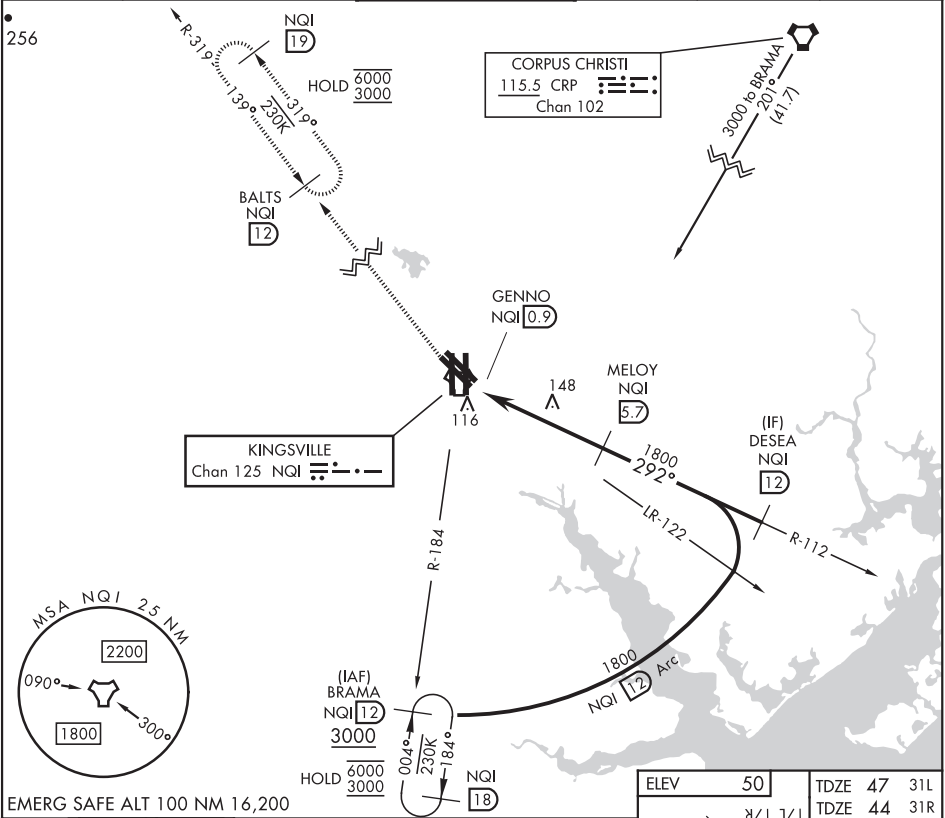 256
R-319
NQI
19
HOLD 6000
3000
139°
230K
319°
BALTS
NQI
12
CORPUS CHRISTI
115.5 CRP
Chan 102
3000 to BRAMA
201°
(41.7)
GENNO
NQI 0.9
148
116
MELOY
NQI
5.7
(IF)
DESEA
NQI
12
1800
292°
LR-122
R-112
KINGSVILLE
Chan 125 NQI
R-184
MSA NQI 25 NM
2200
090°
1800
300°
1800
NQI 12 Arc
(IAF)
BRAMA
NQI 12
3000
HOLD 6000
3000
004°
230K
184°
NQI
18
EMERG SAFE ALT 100 NM 16,200
ELEV 50
TDZE 47 31L
TDZE 44 31R
17L 17R